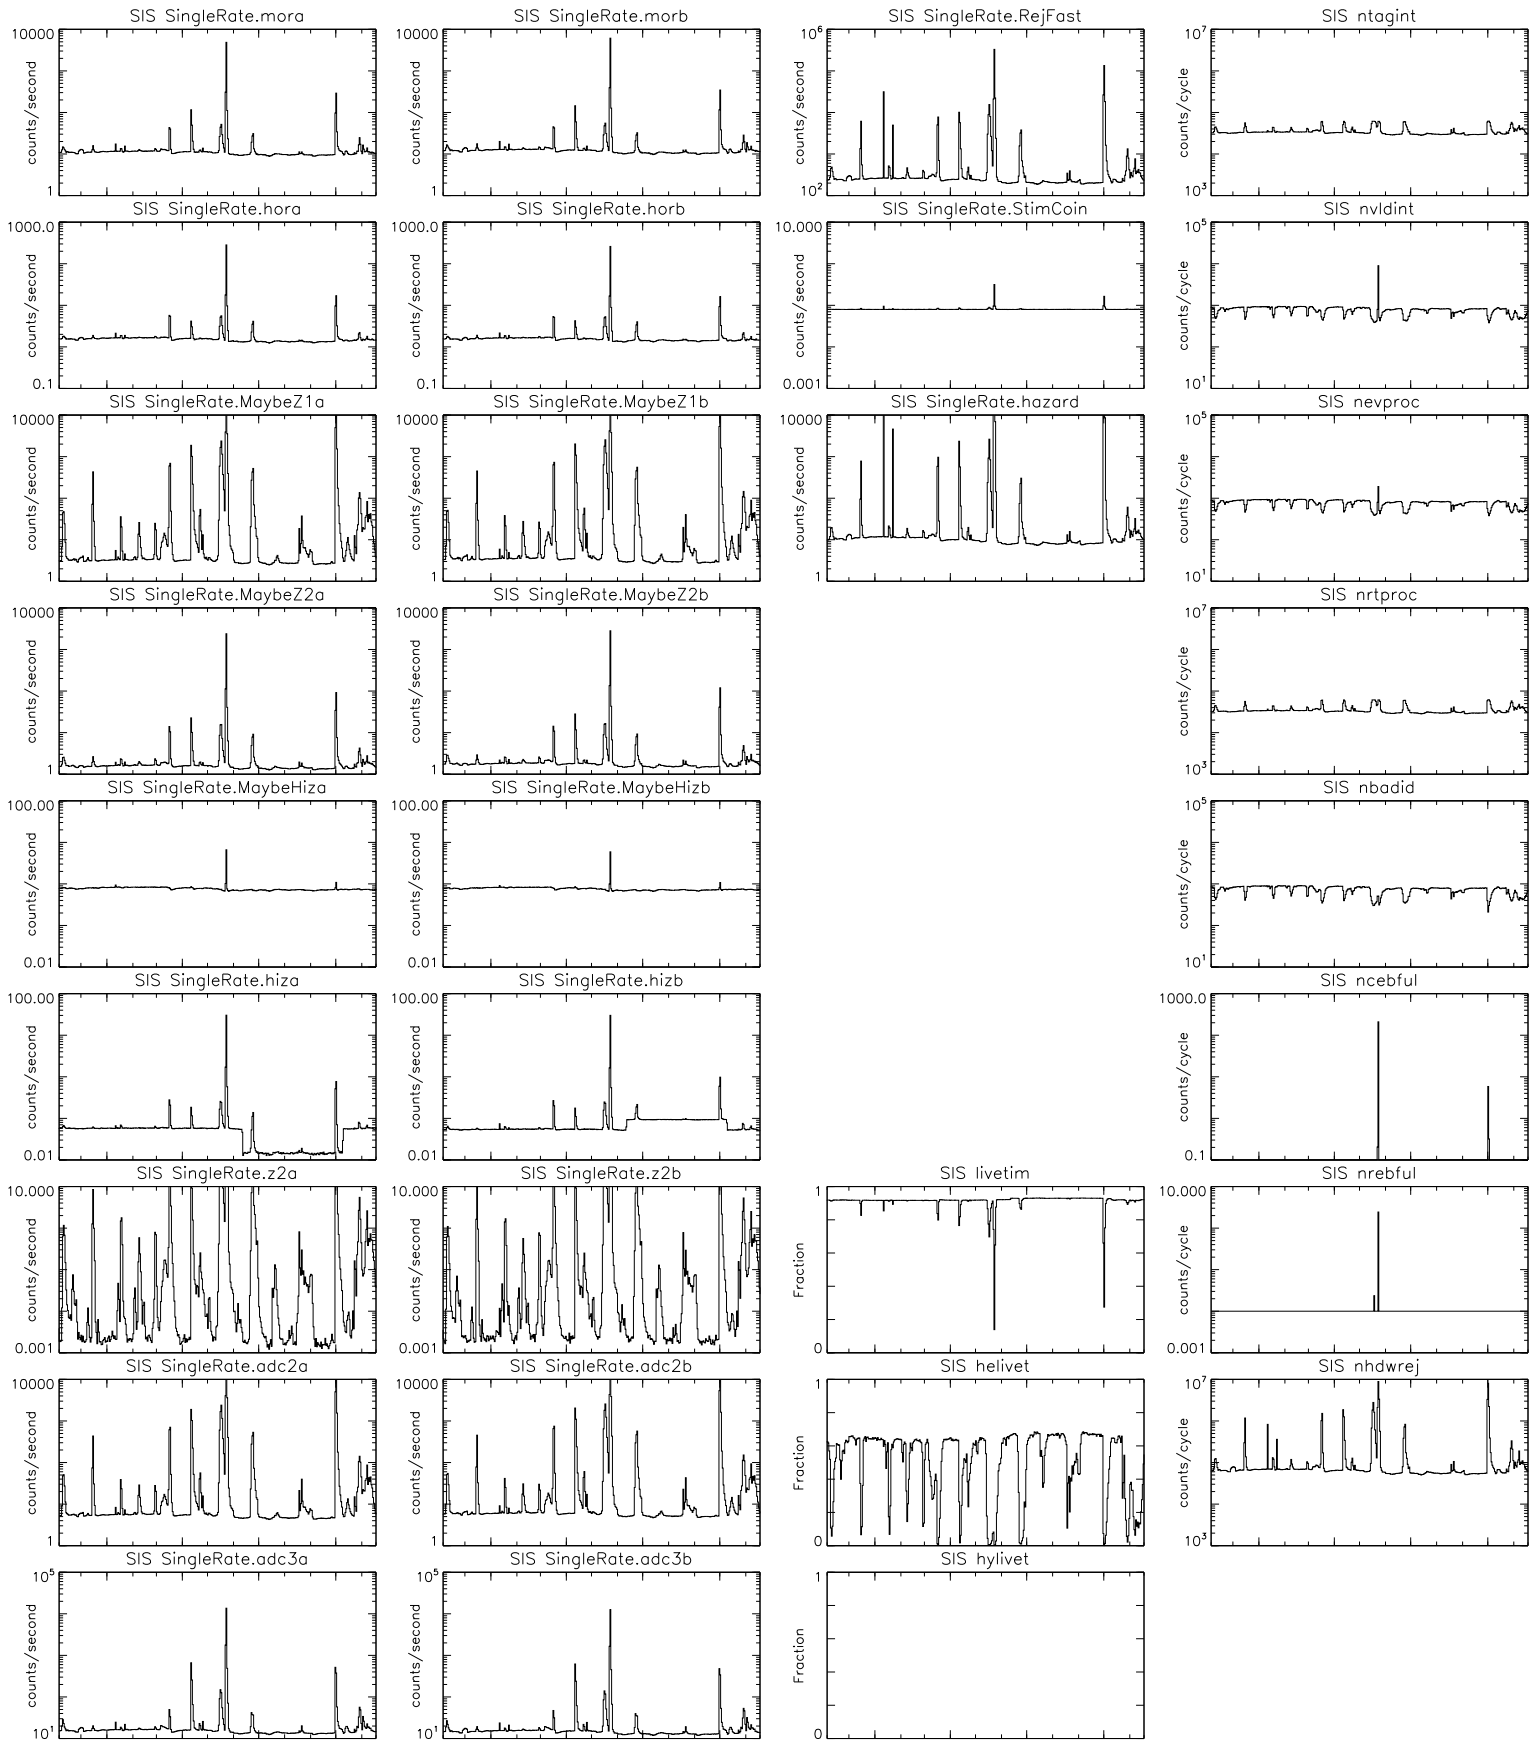 SIS SingleRate.mora
10000
counts/second
1
SIS SingleRate.morb
10000
counts/second
1
SIS SingleRate.RejFast
10^6
counts/second
10^2
SIS ntagint
10^7
counts/cycle
10^3
SIS SingleRate.hora
1000.0
counts/second
0.1
SIS SingleRate.horb
1000.0
counts/second
0.1
SIS SingleRate.StimCoin
10.000
counts/second
0.001
SIS nvldint
10^5
counts/cycle
10^1
SIS SingleRate.MaybeZ1a
10000
counts/second
1
SIS SingleRate.MaybeZ1b
10000
counts/second
1
SIS SingleRate.hazard
10000
counts/second
1
SIS nevproc
10^5
counts/cycle
10^1
SIS SingleRate.MaybeZ2a
10000
counts/second
1
SIS SingleRate.MaybeZ2b
10000
counts/second
1
SIS nrtproc
10^7
counts/cycle
10^3
SIS SingleRate.MaybeHiza
100.00
counts/second
0.01
SIS SingleRate.MaybeHizb
100.00
counts/second
0.01
SIS nbadid
10^5
counts/cycle
10^1
SIS SingleRate.hiza
100.00
counts/second
0.01
SIS SingleRate.hizb
100.00
counts/second
0.01
SIS ncebful
1000.0
counts/cycle
0.1
SIS SingleRate.z2a
10.000
counts/second
0.001
SIS SingleRate.z2b
10.000
counts/second
0.001
SIS livetim
1
Fraction
0
SIS nrebful
10.000
counts/cycle
0.001
SIS SingleRate.adc2a
10000
counts/second
1
SIS SingleRate.adc2b
10000
counts/second
1
SIS helivet
1
Fraction
0
SIS nhdwrej
10^7
counts/cycle
10^3
SIS SingleRate.adc3a
10^5
counts/second
10^1
SIS SingleRate.adc3b
10^5
counts/second
10^1
SIS hylivet
1
Fraction
0